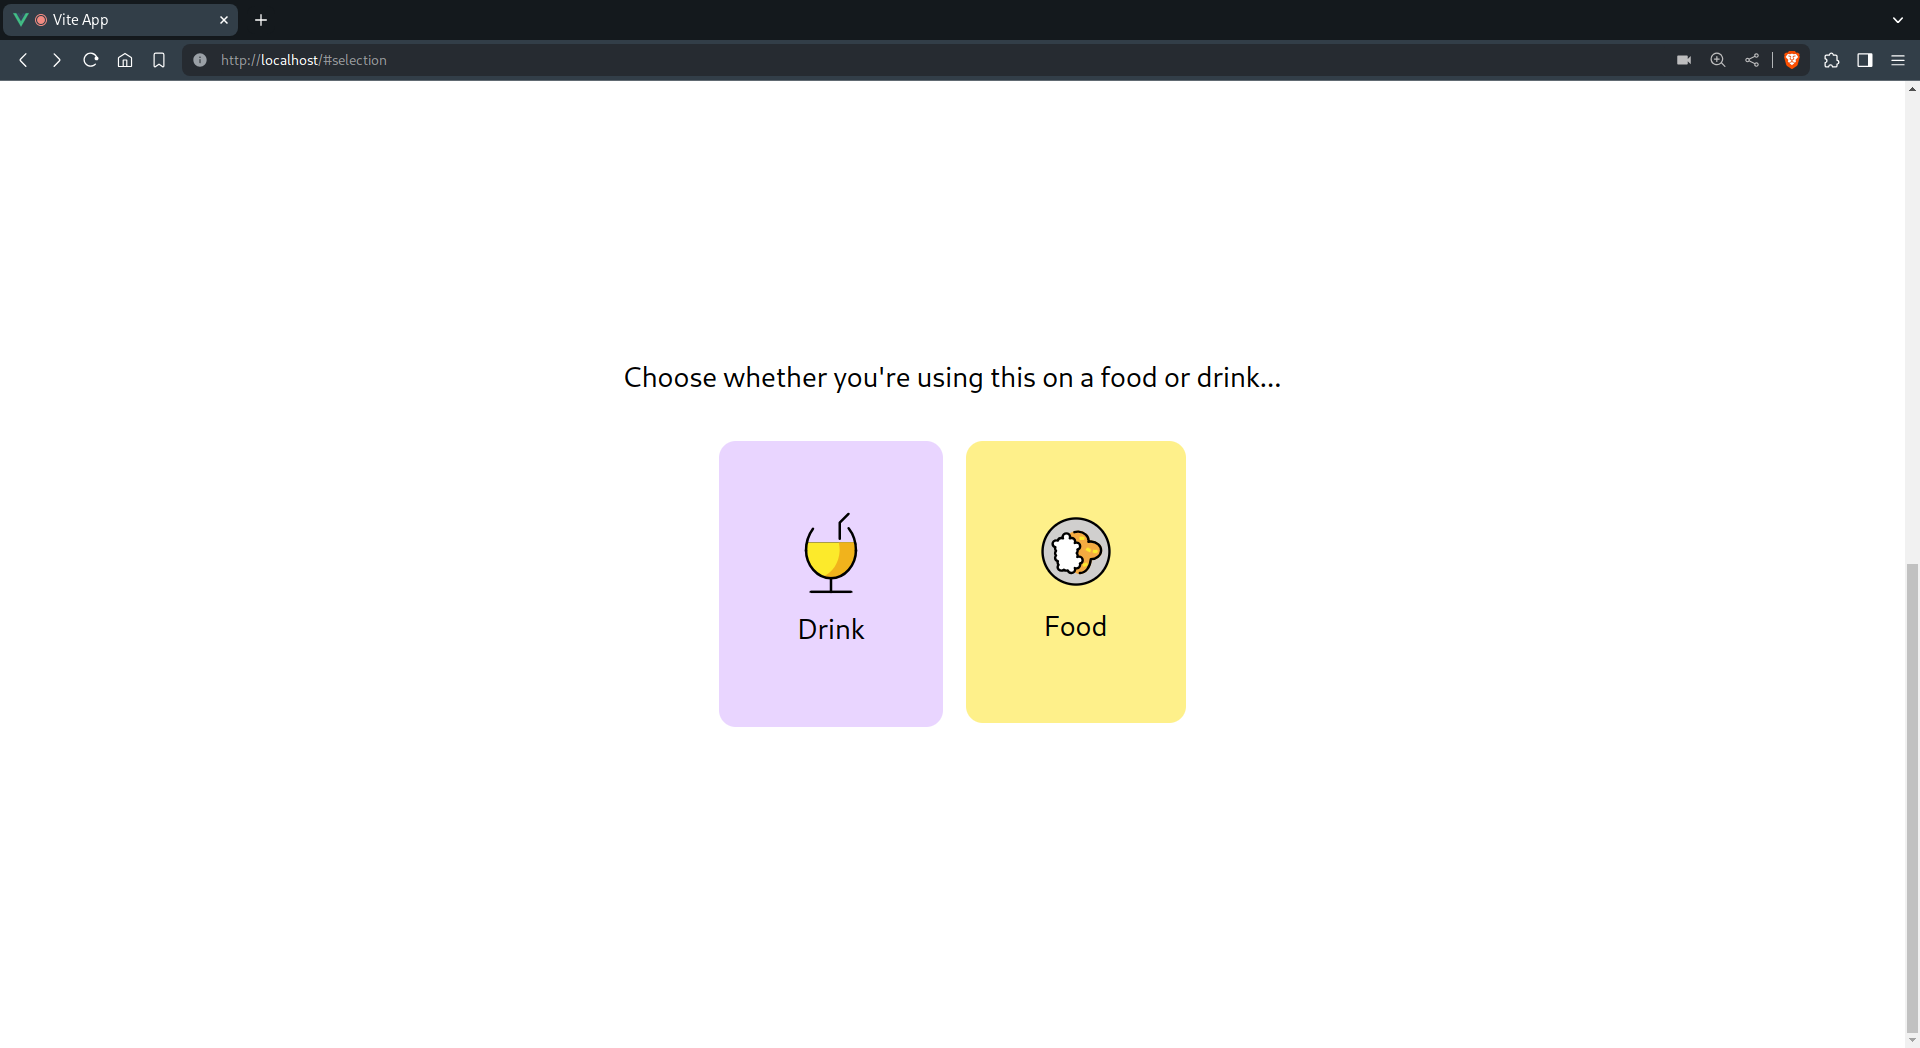 Vite App
http://localhost/#selection
Choose whether you're using this on a food or drink...
Drink
Food